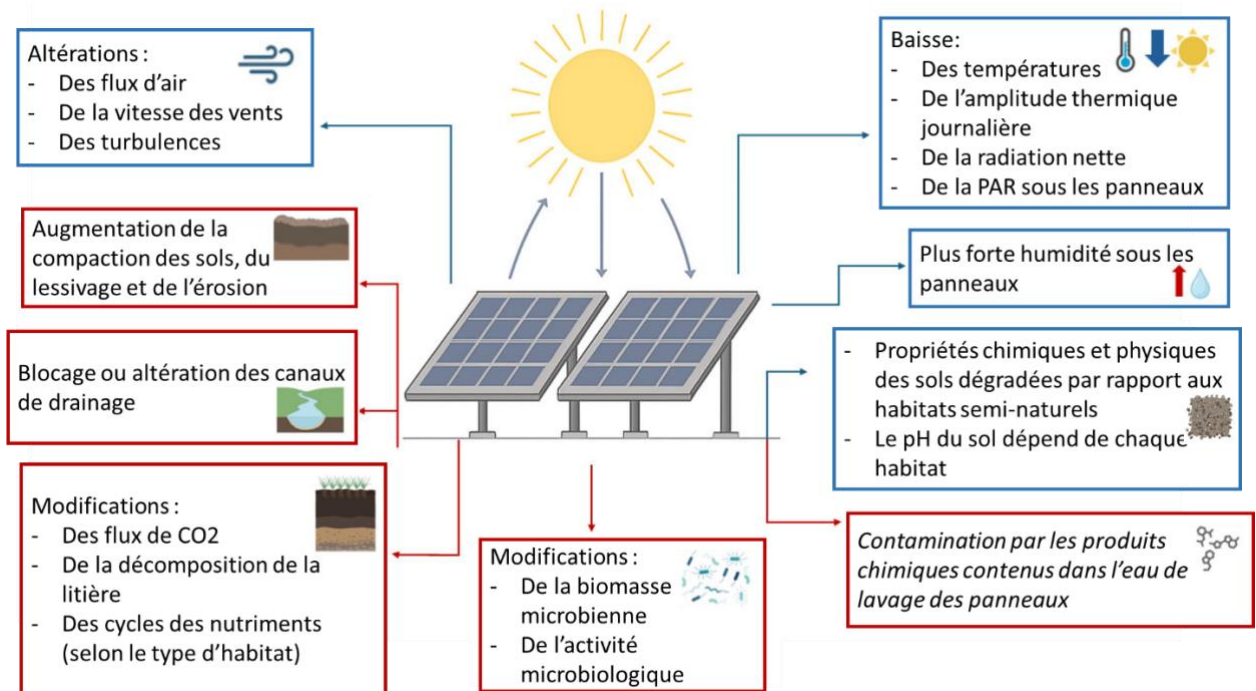 Altérations :
- Des flux d'air
- De la vitesse des vents
- Des turbulences
Baisse:
- Des températures
- De l'amplitude thermique
journalière
- De la radiation nette
- De la PAR sous les panneaux
Augmentation de la
compaction des sols, du
lessivage et de l'érosion
Plus forte humidité sous les
panneaux
Blocage ou altération des canaux
de drainage
- Propriétés chimiques et physiques
des sols dégradées par rapport aux
habitats semi-naturels
- Le pH du sol dépend de chaque
habitat
Modifications :
- Des flux de CO2
- De la décomposition de la
litière
- Des cycles des nutriments
(selon le type d'habitat)
Modifications :
- De la biomasse
microbienne
- De l'activité
microbiologique
Contamination par les produits
chimiques contenus dans l'eau de
lavage des panneaux